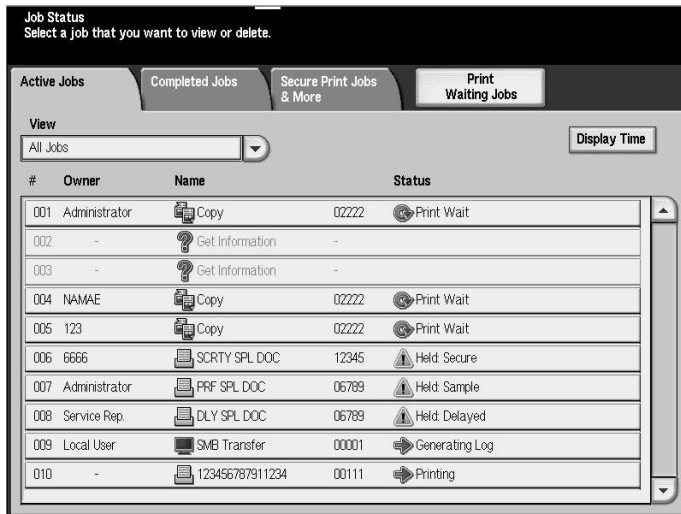 Job Status
Select a job that you want to view or delete.
Active Jobs
Completed Jobs
Secure Print Jobs
& More
Print
Waiting Jobs
View
All Jobs
Display Time
# Owner Name Status
001 Administrator Copy 02222 Print Wait
002 - Get Information -
003 - Get Information -
004 NAMAE Copy 02222 Print Wait
005 123 Copy 02222 Print Wait
006 6666 SCRTY SPL DOC 12345 Held: Secure
007 Administrator PRF SPL DOC 06789 Held: Sample
008 Service Rep. DLY SPL DOC 06789 Held: Delayed
009 Local User SMB Transfer 00001 Generating Log
010 - 123456787911234 00111 Printing